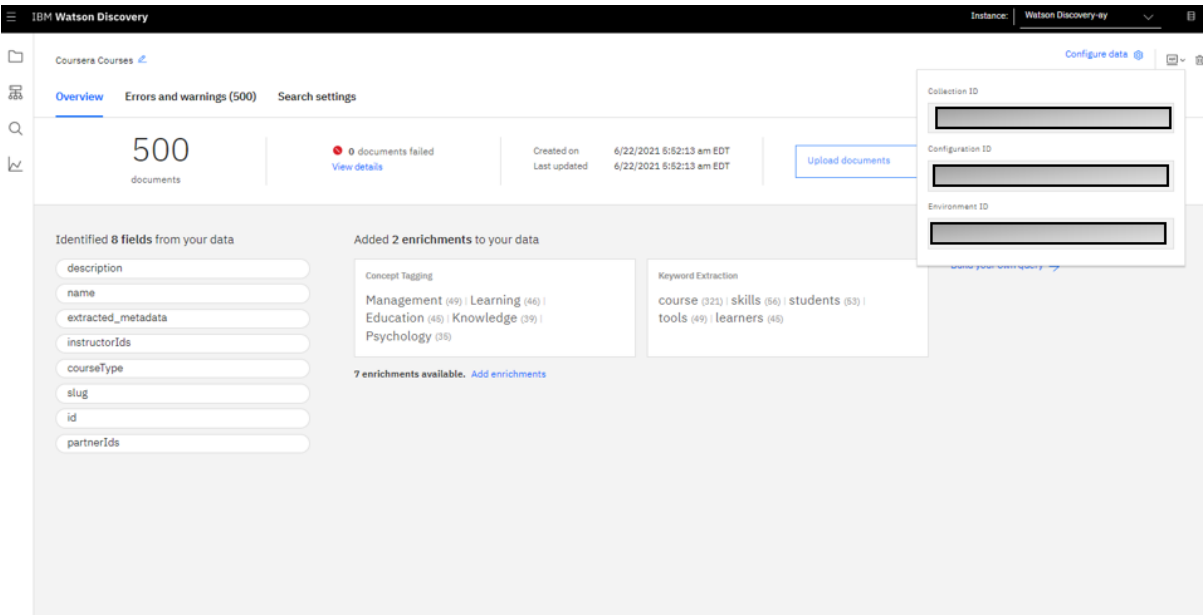 IBM Watson Discovery
Instance: Watson Discovery-ay
Coursera Courses
Configure data
Overview Errors and warnings (500) Search settings
Collection ID
Configuration ID
Environment ID
500
documents
0 documents failed
View details
Created on 6/22/2021 5:52:13 am EDT
Last updated 6/22/2021 5:52:13 am EDT
Upload documents
Identified 8 fields from your data
description
name
extracted_metadata
instructorIds
courseType
slug
id
partnerIds
Added 2 enrichments to your data
Concept Tagging
Management (49) | Learning (46) |
Education (45) | Knowledge (39) |
Psychology (35)
Keyword Extraction
course (321) | skills (56) | students (53) |
tools (49) | learners (45)
7 enrichments available. Add enrichments
Build your own query